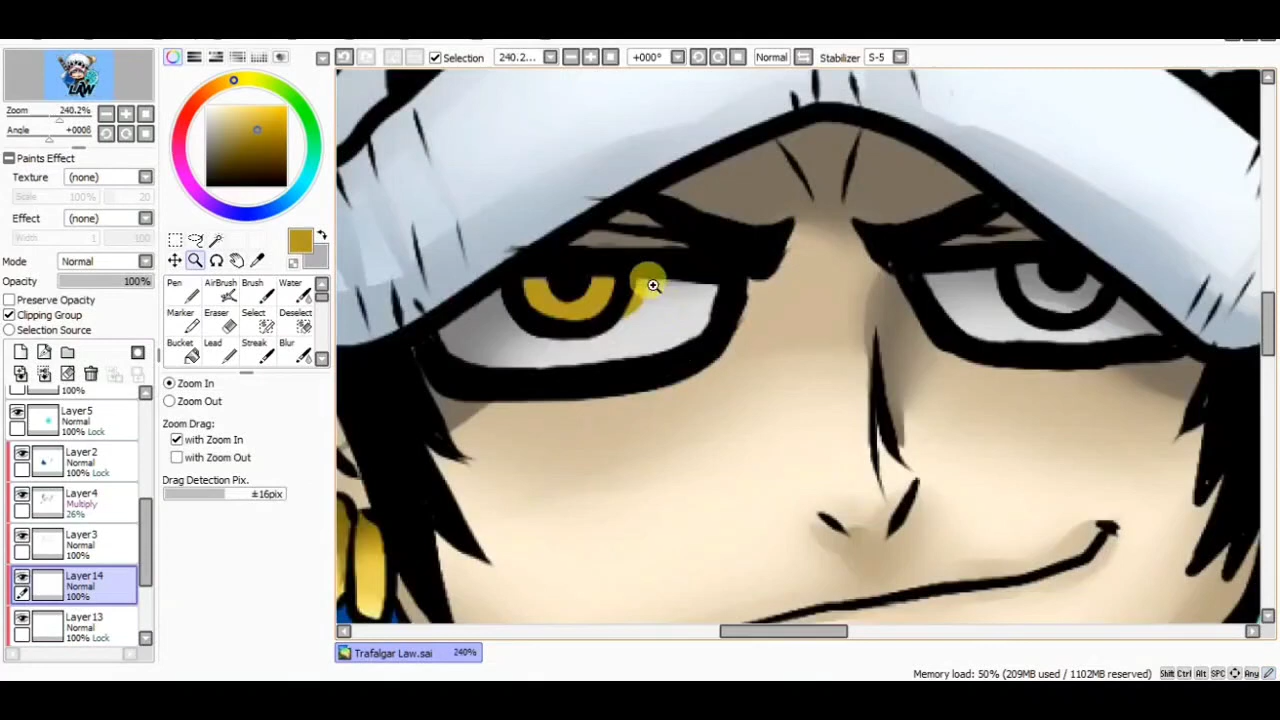 LAW
Zoom 240.2%
Angle +000ß
Paints Effect
Texture (none)
Scale 100% 20
Effect (none)
Width 1 100
Mode Normal
Opacity 100%
Preserve Opacity
Clipping Group
Selection Source
100%
Layer5
Normal
100% Lock
Layer2
Normal
100% Lock
Layer4
Multiply
26%
Layer3
Normal
100%
Layer14
Normal
100%
Layer13
Normal
100% Lock
Pen AirBrush Brush Water
Marker Eraser Select Deselect
Bucket Lead Streak Blur
Zoom In
Zoom Out
Zoom Drag:
with Zoom In
with Zoom Out
Drag Detection Pix.
±16pix
Selection 240.2... +000° Normal Stabilizer S-5
Trafalgar Law.sai 240%
Memory load: 50% (209MB used / 1102MB reserved) Shift Ctrl Alt SPC Any